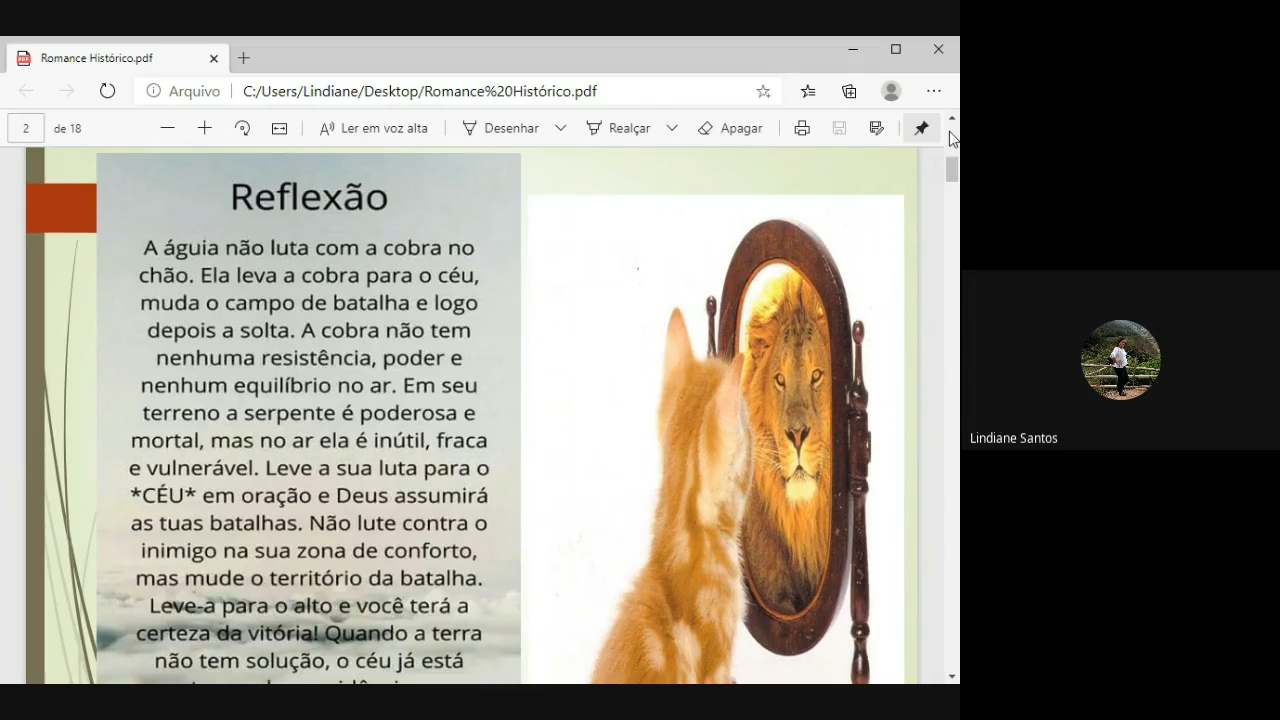 Romance Histórico.pdf
Arquivo
C:/Users/Lindiane/Desktop/Romance%20Histórico.pdf
2 de 18
Ler em voz alta
Desenhar
Realçar
Apagar
Reflexão
A águia não luta com a cobra no
chão. Ela leva a cobra para o céu,
muda o campo de batalha e logo
depois a solta. A cobra não tem
nenhuma resistência, poder e
nenhum equilíbrio no ar. Em seu
terreno a serpente é poderosa e
mortal, mas no ar ela é inútil, fraca
e vulnerável. Leve a sua luta para o
*CÉU* em oração e Deus assumirá
as tuas batalhas. Não lute contra o
inimigo na sua zona de conforto,
mas mude o território da batalha.
Leve-a para o alto e você terá a
certeza da vitória! Quando a terra
não tem solução, o céu já está
Lindiane Santos